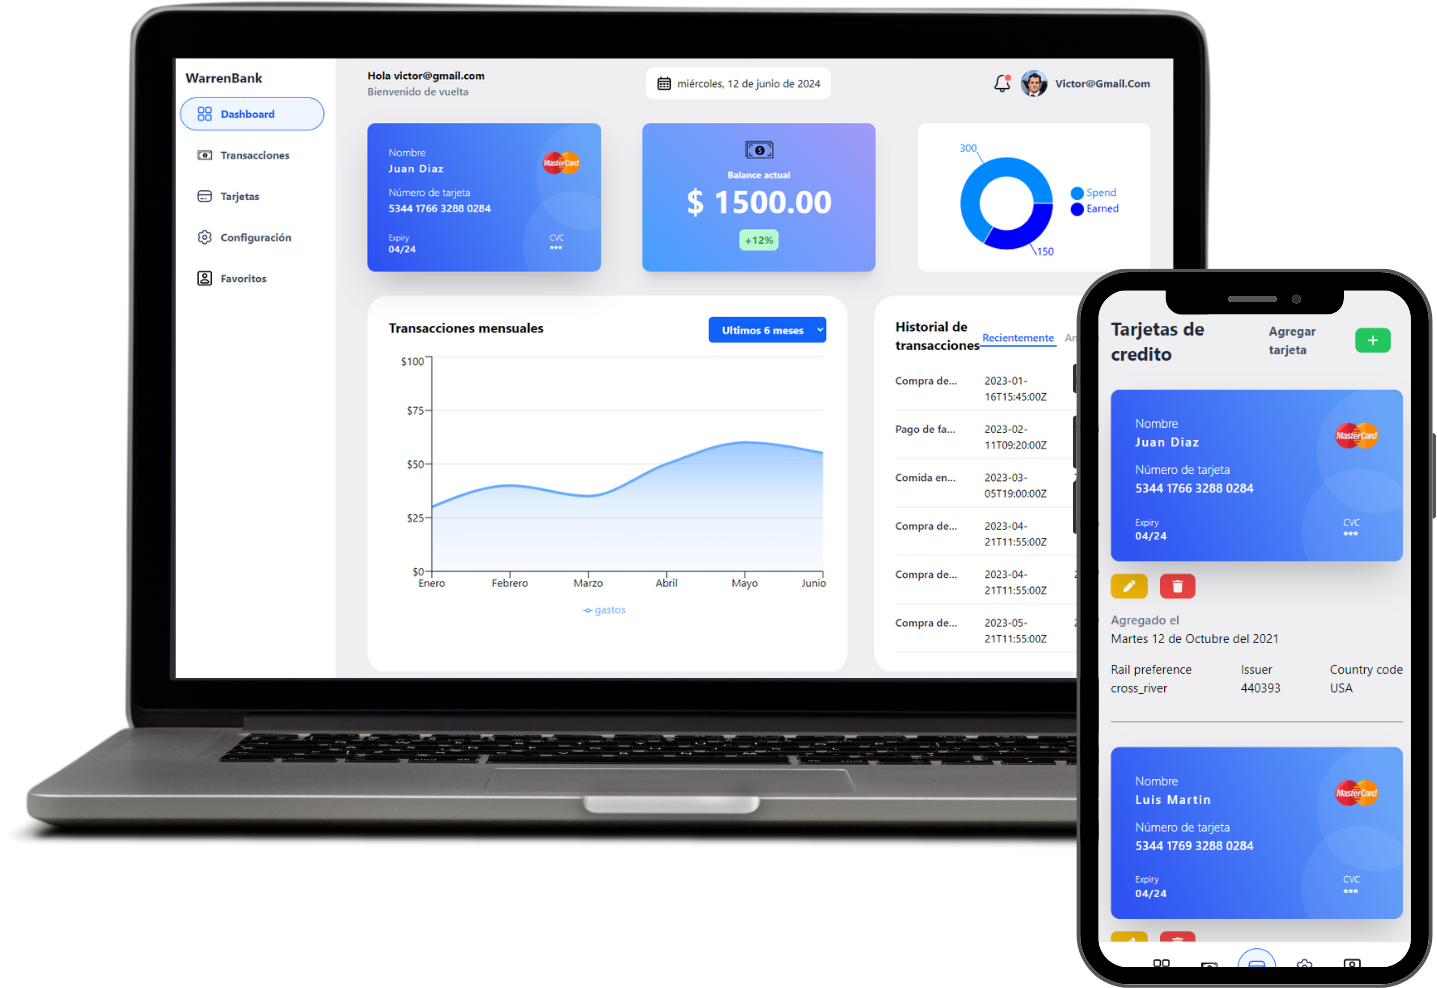 WarrenBank
Dashboard
Transacciones
Tarjetas
Configuración
Favoritos
Hola victor@gmail.com
Bienvenido de vuelta
miércoles, 12 de junio de 2024
Victor@Gmail.Com
Nombre
Juan Diaz
MasterCard
Número de tarjeta
5344 1766 3288 0284
Expiry
04/24
CVC
***
Balance actual
$ 1500.00
+12%
300
150
Spend
Earned
Transacciones mensuales
Ultimos 6 meses
$100
$75
$50
$25
$0
Enero Febrero Marzo Abril Mayo Junio
gastos
Historial de
transacciones
Recientemente
Compra de... 2023-01-
16T15:45:00Z
Pago de fa... 2023-02-
11T09:20:00Z
Comida en... 2023-03-
05T19:00:00Z
Compra de... 2023-04-
21T11:55:00Z
Compra de... 2023-04-
21T11:55:00Z
Compra de... 2023-05-
21T11:55:00Z
Tarjetas de
credito
Agregar
tarjeta
+
Nombre
Juan Diaz
MasterCard
Número de tarjeta
5344 1766 3288 0284
Expiry
04/24
CVC
***
Agregado el
Martes 12 de Octubre del 2021
Rail preference Issuer Country code
cross_river 440393 USA
Nombre
Luis Martin
MasterCard
Número de tarjeta
5344 1769 3288 0284
Expiry
04/24
CVC
***